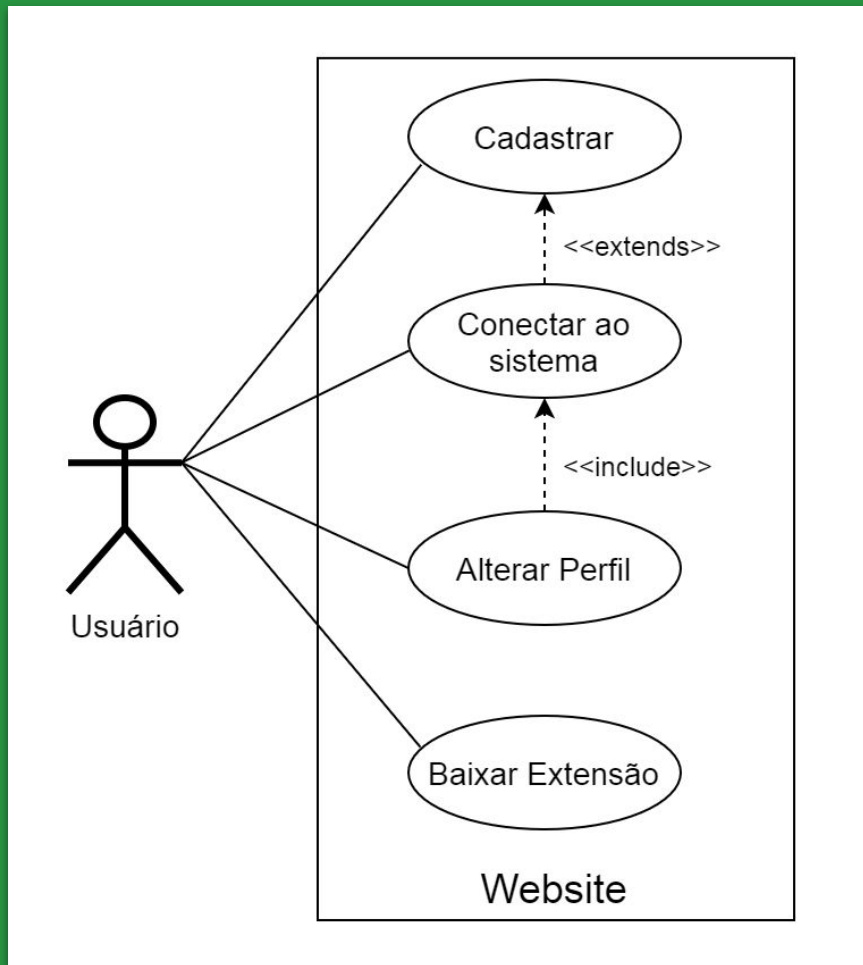 Cadastrar
<<extends>>
Conectar ao
sistema
<<include>>
Alterar Perfil
Usuário
Baixar Extensão
Website